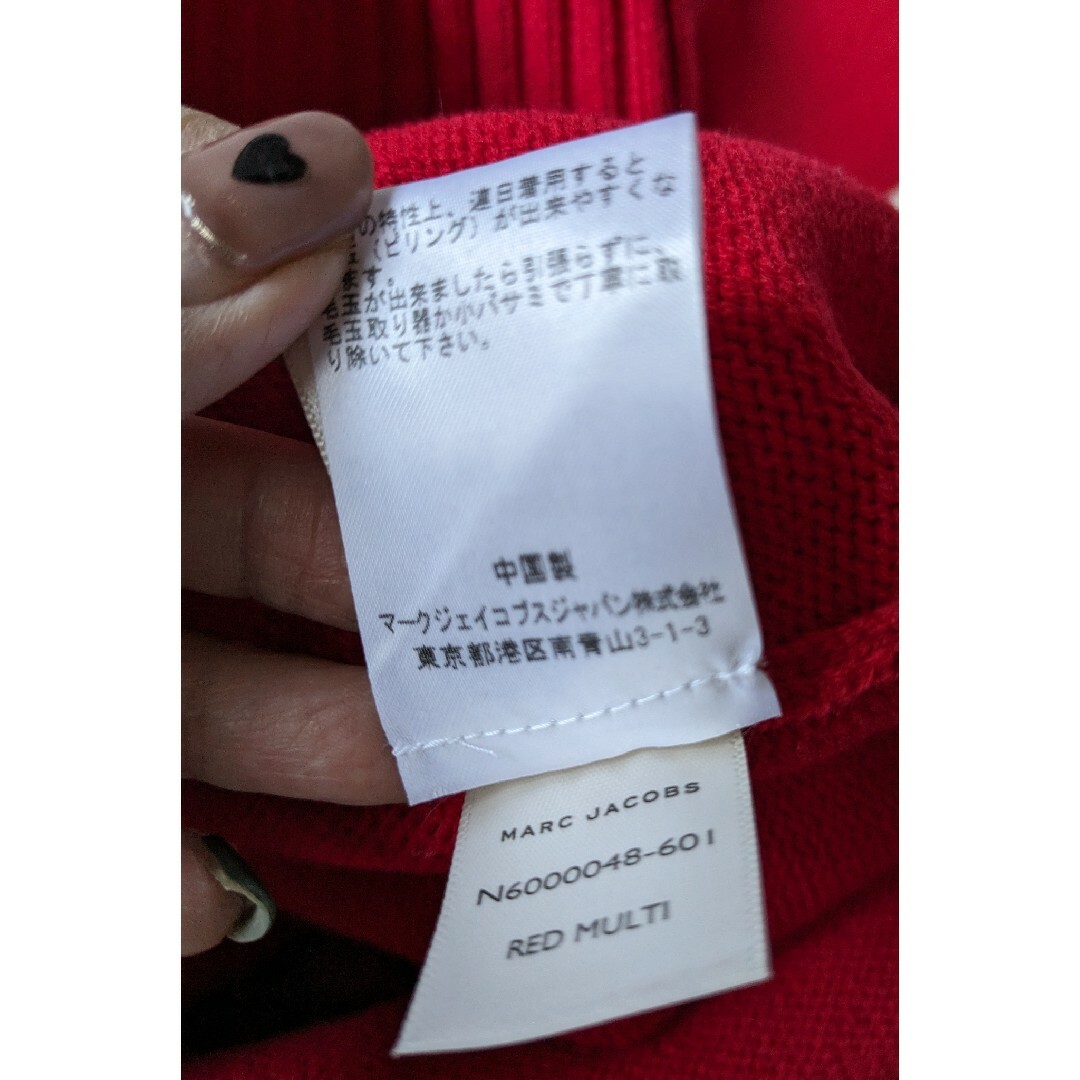 の特性上、連日着用すると
（ピリング）が出来やすくな
ます。
毛玉が出来ましたら引張らずに、
毛玉取り器か小バサミで丁寧に取
り除いて下さい。
中国製
マークジェイコブスジャパン株式会社
東京都港区南青山3-1-3
MARC JACOBS
N6000048-601
RED MULTI